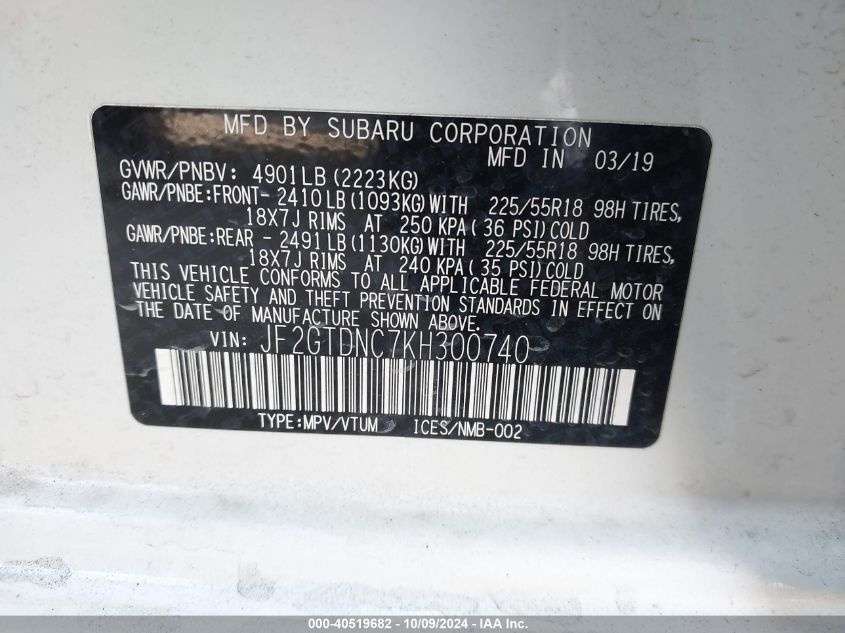 MFD BY SUBARU CORPORATION
MFD IN 03/19
GVWR/PNBV: 4901LB(2223KG)
GAWR/PNBE:FRONT- 2410LB(1093KG)WITH 225/55R18 98H TIRES,
18X7J RIMS AT 250 KPA( 36 PSI)COLD
GAWR/PNBE:REAR - 2491LB(1130KG)WITH 225/55R18 98H TIRES,
18X7J RIMS AT 240 KPA( 35 PSI)COLD
THIS VEHICLE CONFORMS TO ALL APPLICABLE FEDERAL MOTOR
VEHICLE SAFETY AND THEFT PREVENTION STANDARDS IN EFFECT ON
THE DATE OF MANUFACTURE SHOWN ABOVE.
VIN: JF2GTDNC7KH300740
TYPE:MPV/VTUM ICES/NMB-002
000-40519682 - 10/09/2024 - IAA Inc.